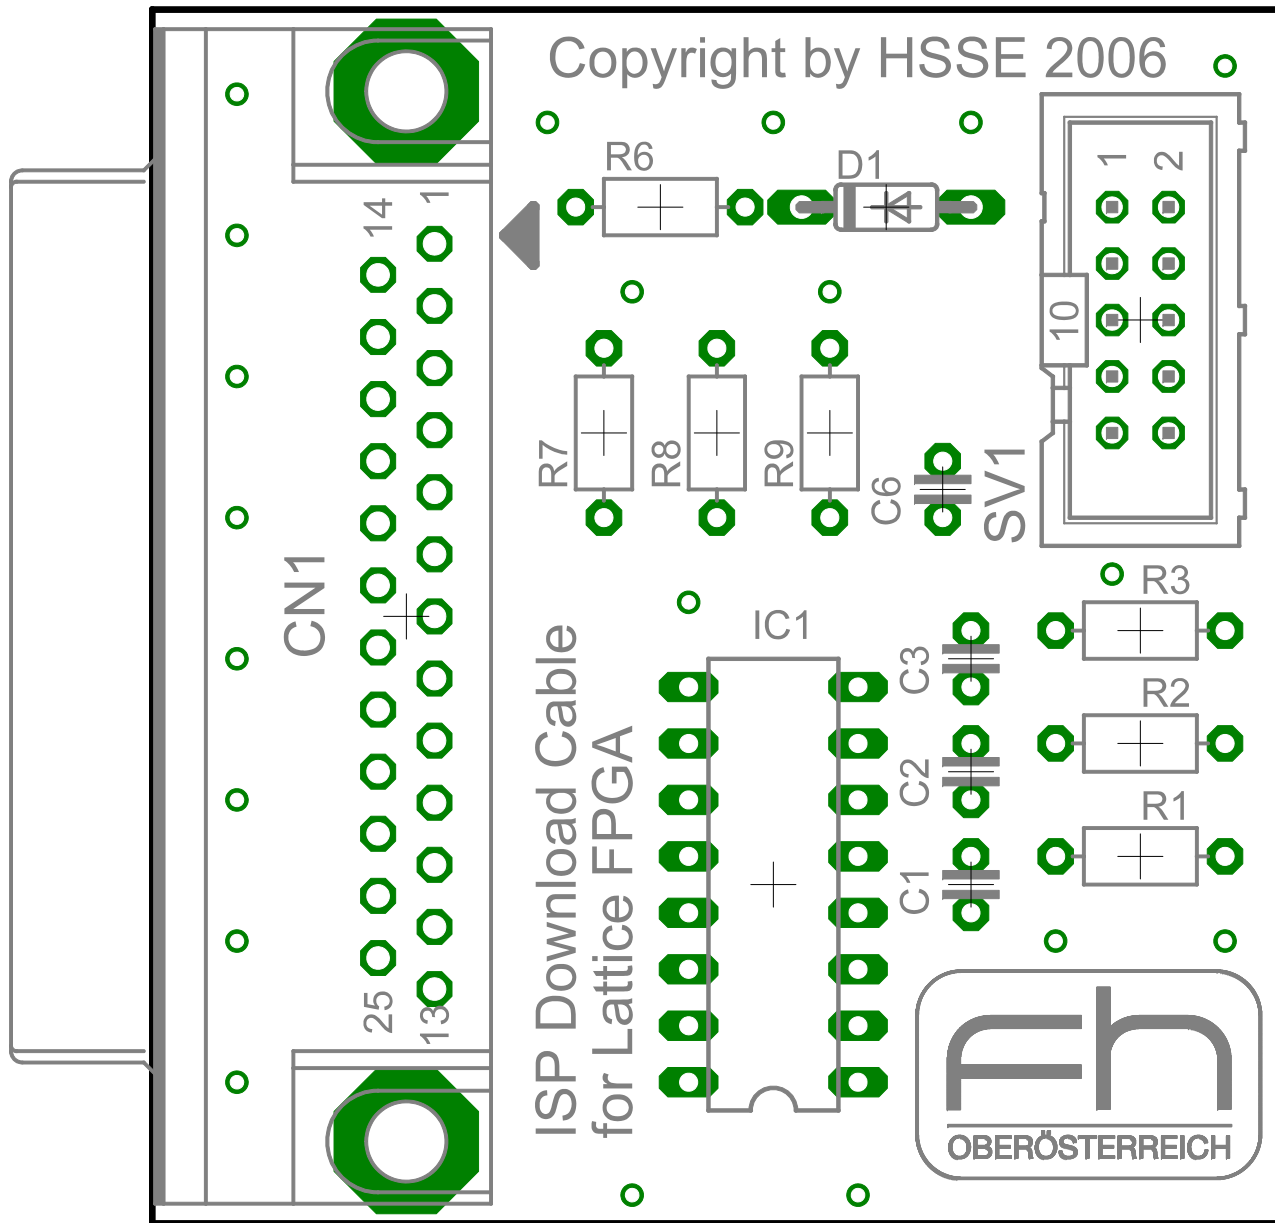 Copyright by HSSE 2006
R6
D1
1
2
1
14
10
R7
R8
R9
C6
SV1
CN1
IC1
R3
C3
R2
C2
R1
C1
ISP Download Cable
for Lattice FPGA
25
13
fh
OBERÖSTERREICH